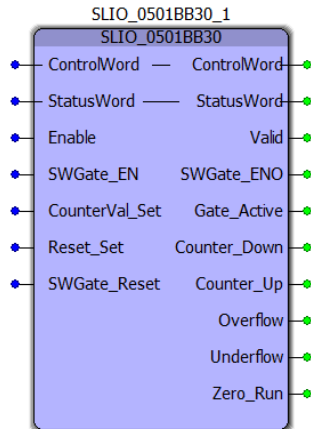 SLIO_0501BB30_1
SLIO_0501BB30
ControlWord — ControlWord
StatusWord — StatusWord
Enable Valid
SWGate_EN SWGate_ENO
CounterVal_Set Gate_Active
Reset_Set Counter_Down
SWGate_Reset Counter_Up
Overflow
Underflow
Zero_Run